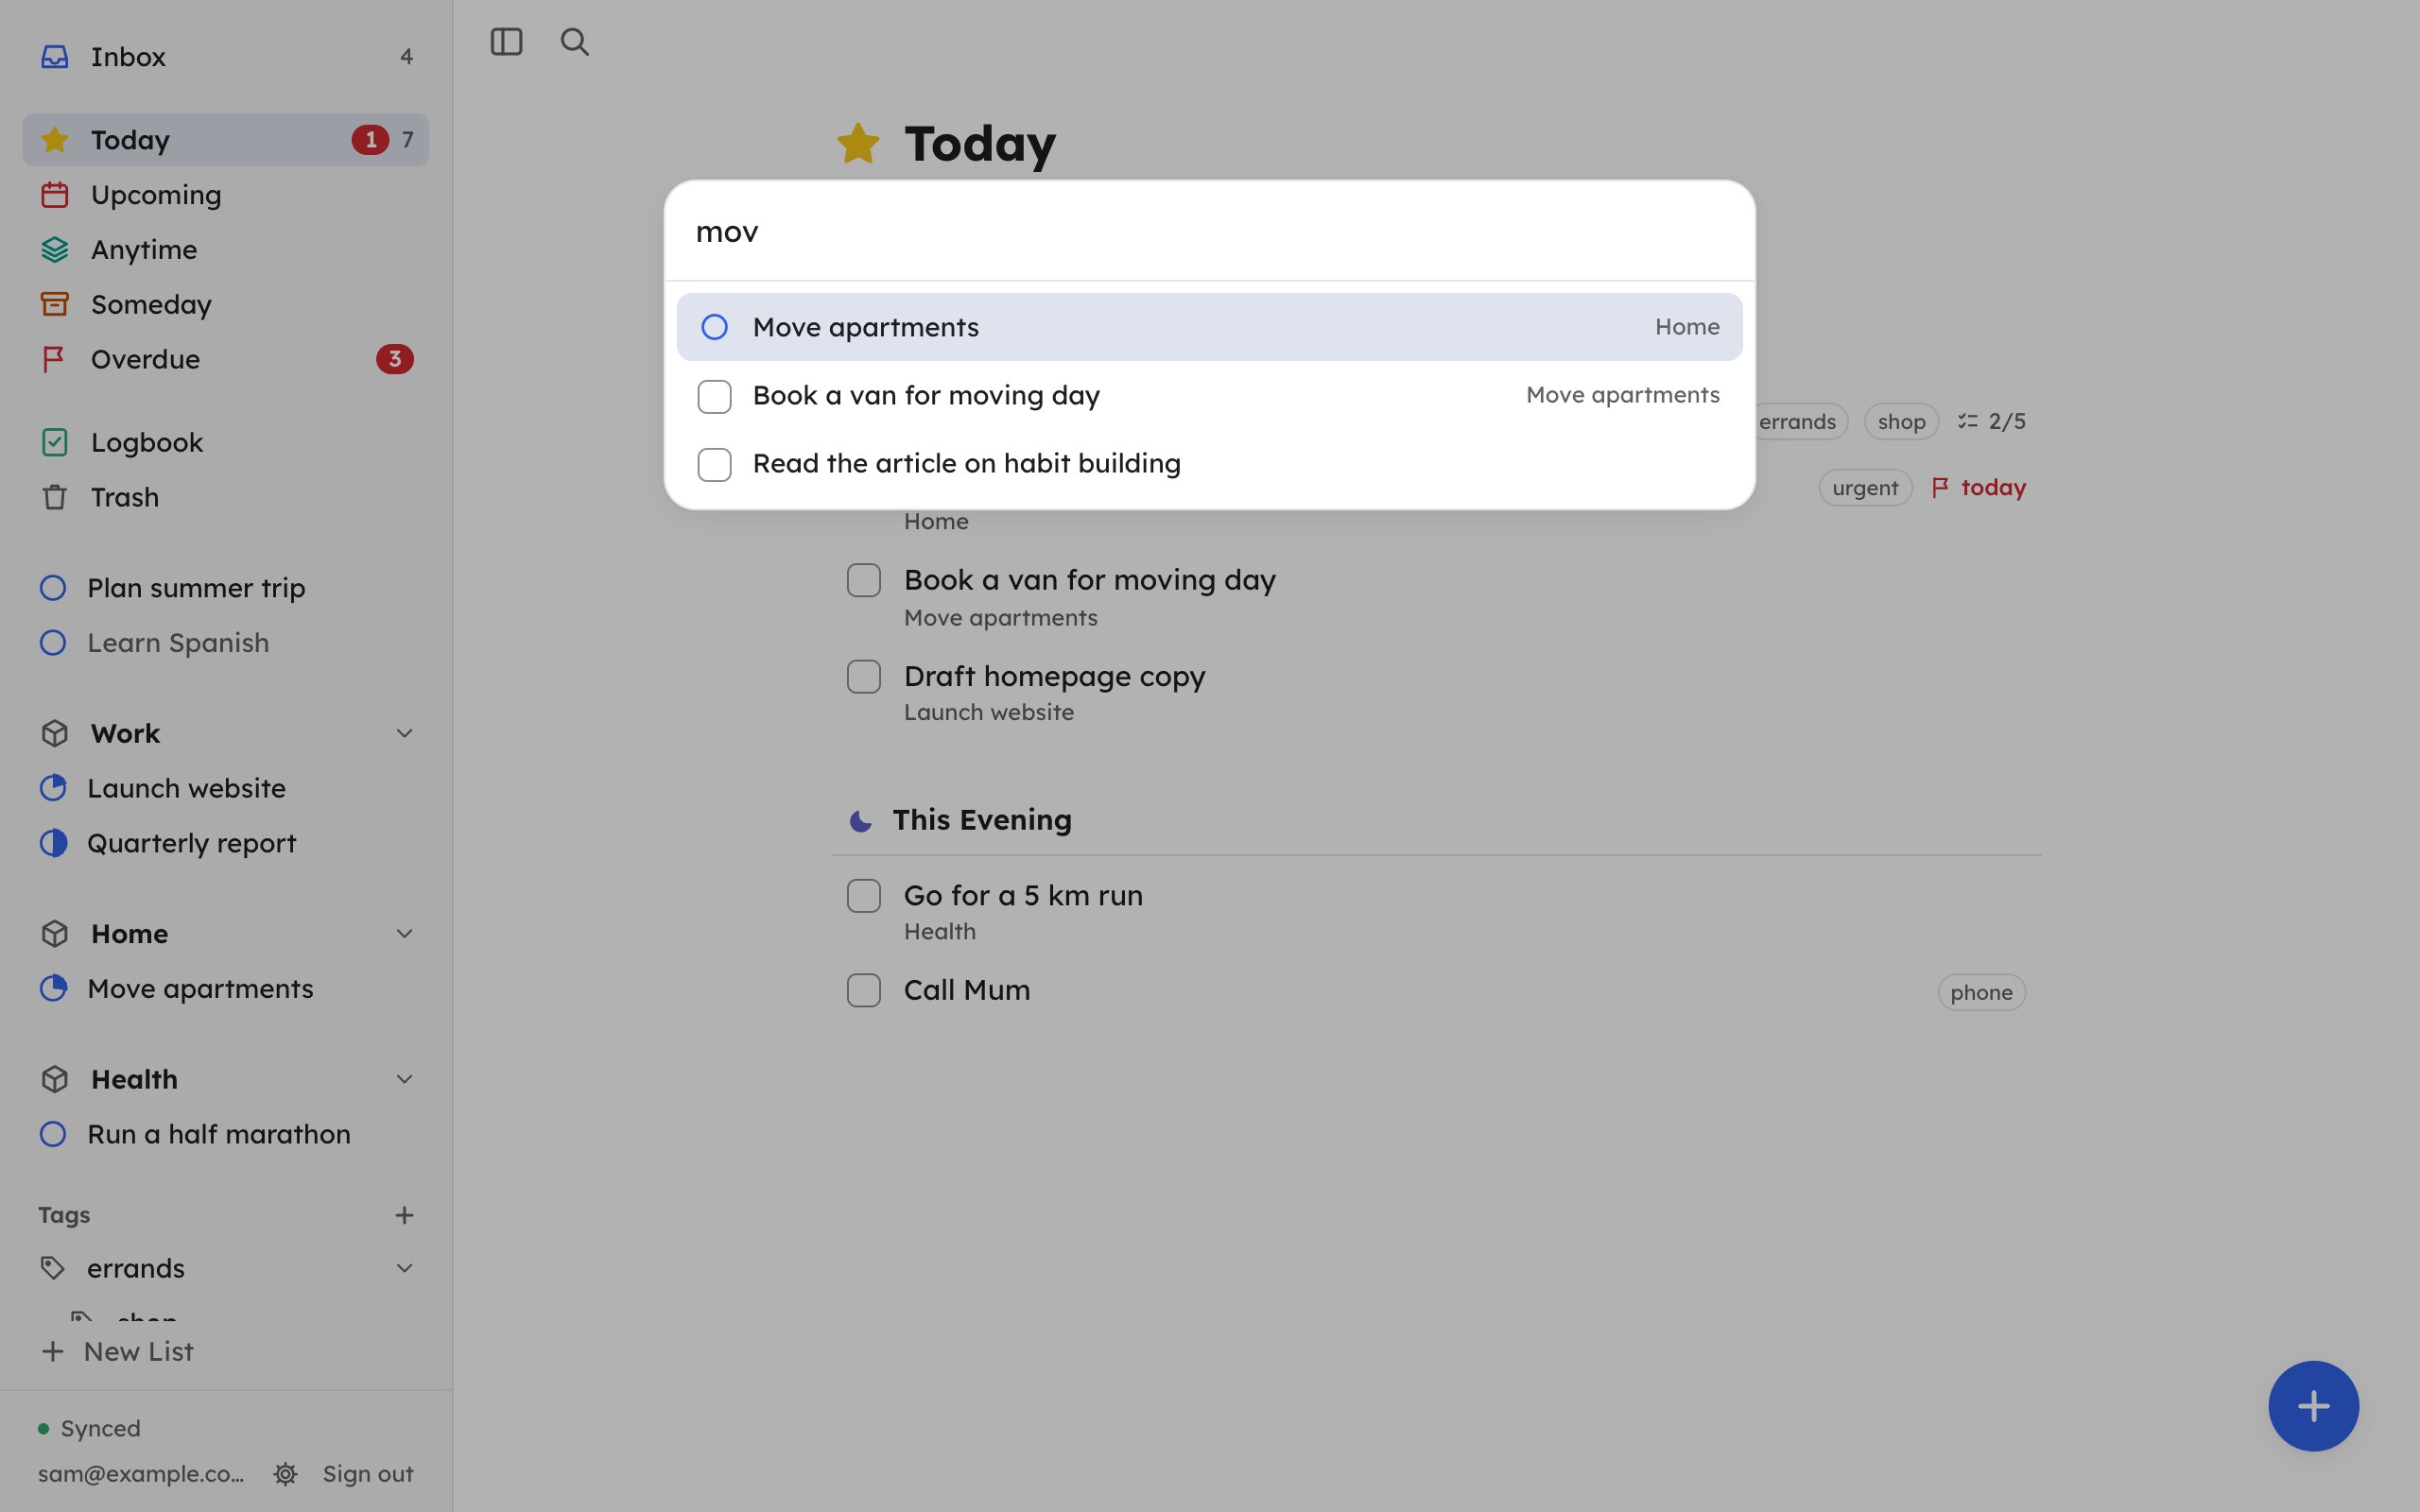 Inbox 4
Today 1 7
Upcoming
Anytime
Someday
Overdue 3
Logbook
Trash
Plan summer trip
Learn Spanish
Work
Launch website
Quarterly report
Home
Move apartments
Health
Run a half marathon
Tags
errands
shop
New List
Synced
sam@example.co...
Sign out
Today
mov
Move apartments Home
Book a van for moving day Move apartments
Read the article on habit building
errands shop 2/5
urgent today
Home
Book a van for moving day
Move apartments
Draft homepage copy
Launch website
This Evening
Go for a 5 km run
Health
Call Mum phone